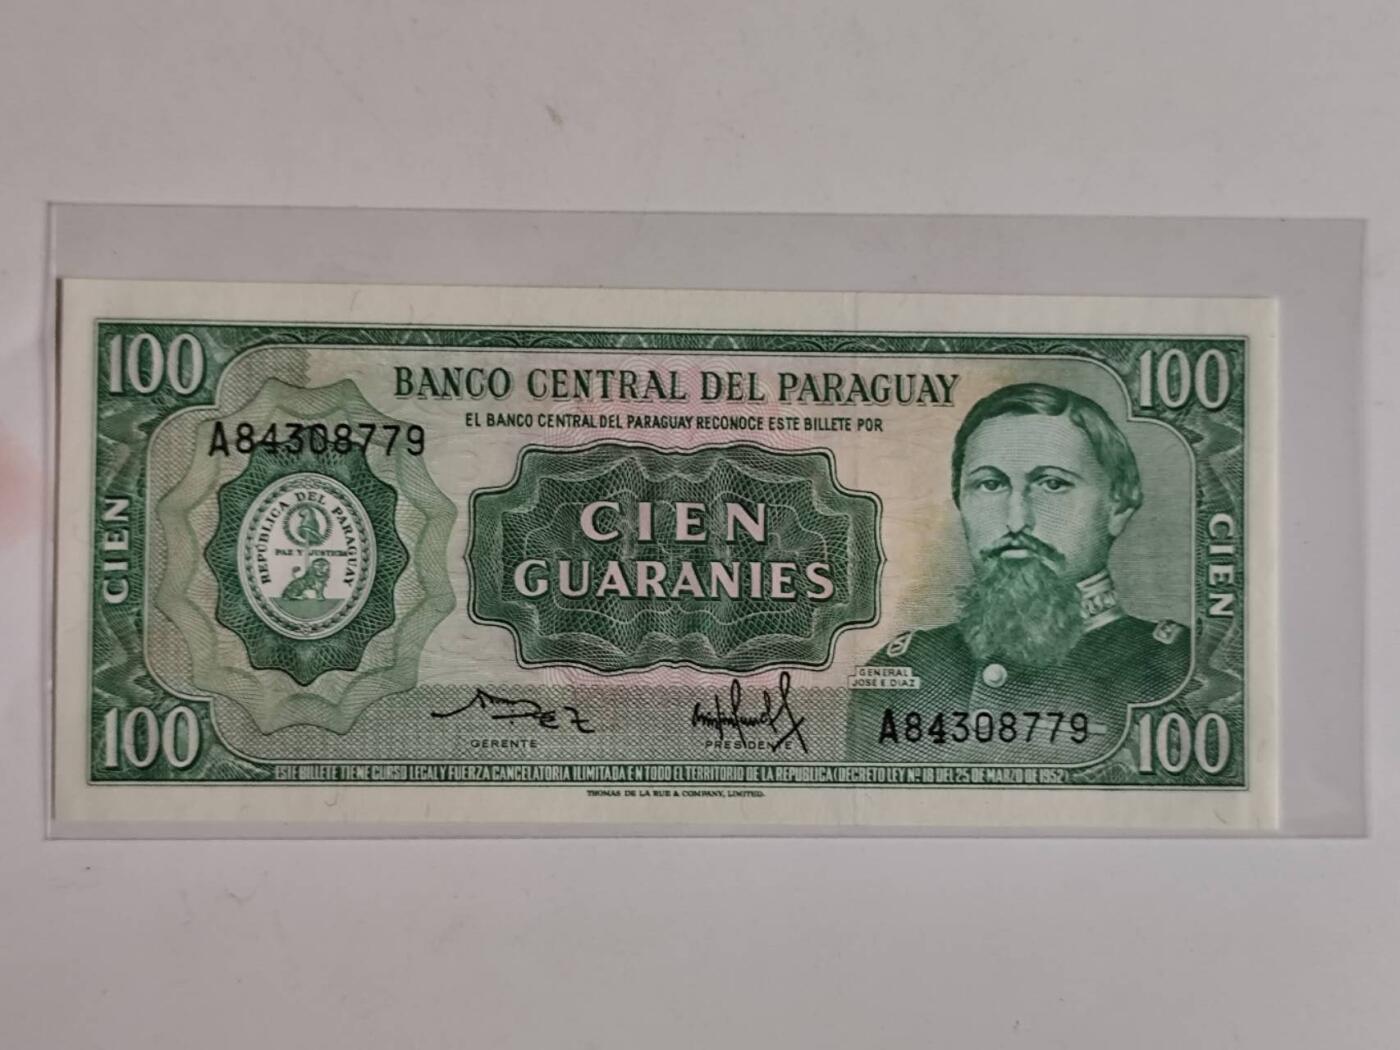 100
100
BANCO CENTRAL DEL PARAGUAY
EL BANCO CENTRAL DEL PARAGUAY RECONOCE ESTE BILLETE POR
A84308779
REPÚBLICA DEL PARAGUAY
PAZ Y JUSTICIA
CIEN
CIEN
GUARANIES
CIEN
GENERAL
JOSE E. DIAZ
A84308779
GERENTE
PRESIDENTE
100
100
ESTE BILLETE TIENE CURSO LEGAL Y FUERZA CANCELATORIA ILIMITADA EN TODO EL TERRITORIO DE LA REPUBLICA (DECRETO LEY Nº 18 DEL 25 DE MARZO DE 1952)
THOMAS DE LA RUE & COMPANY, LIMITED.